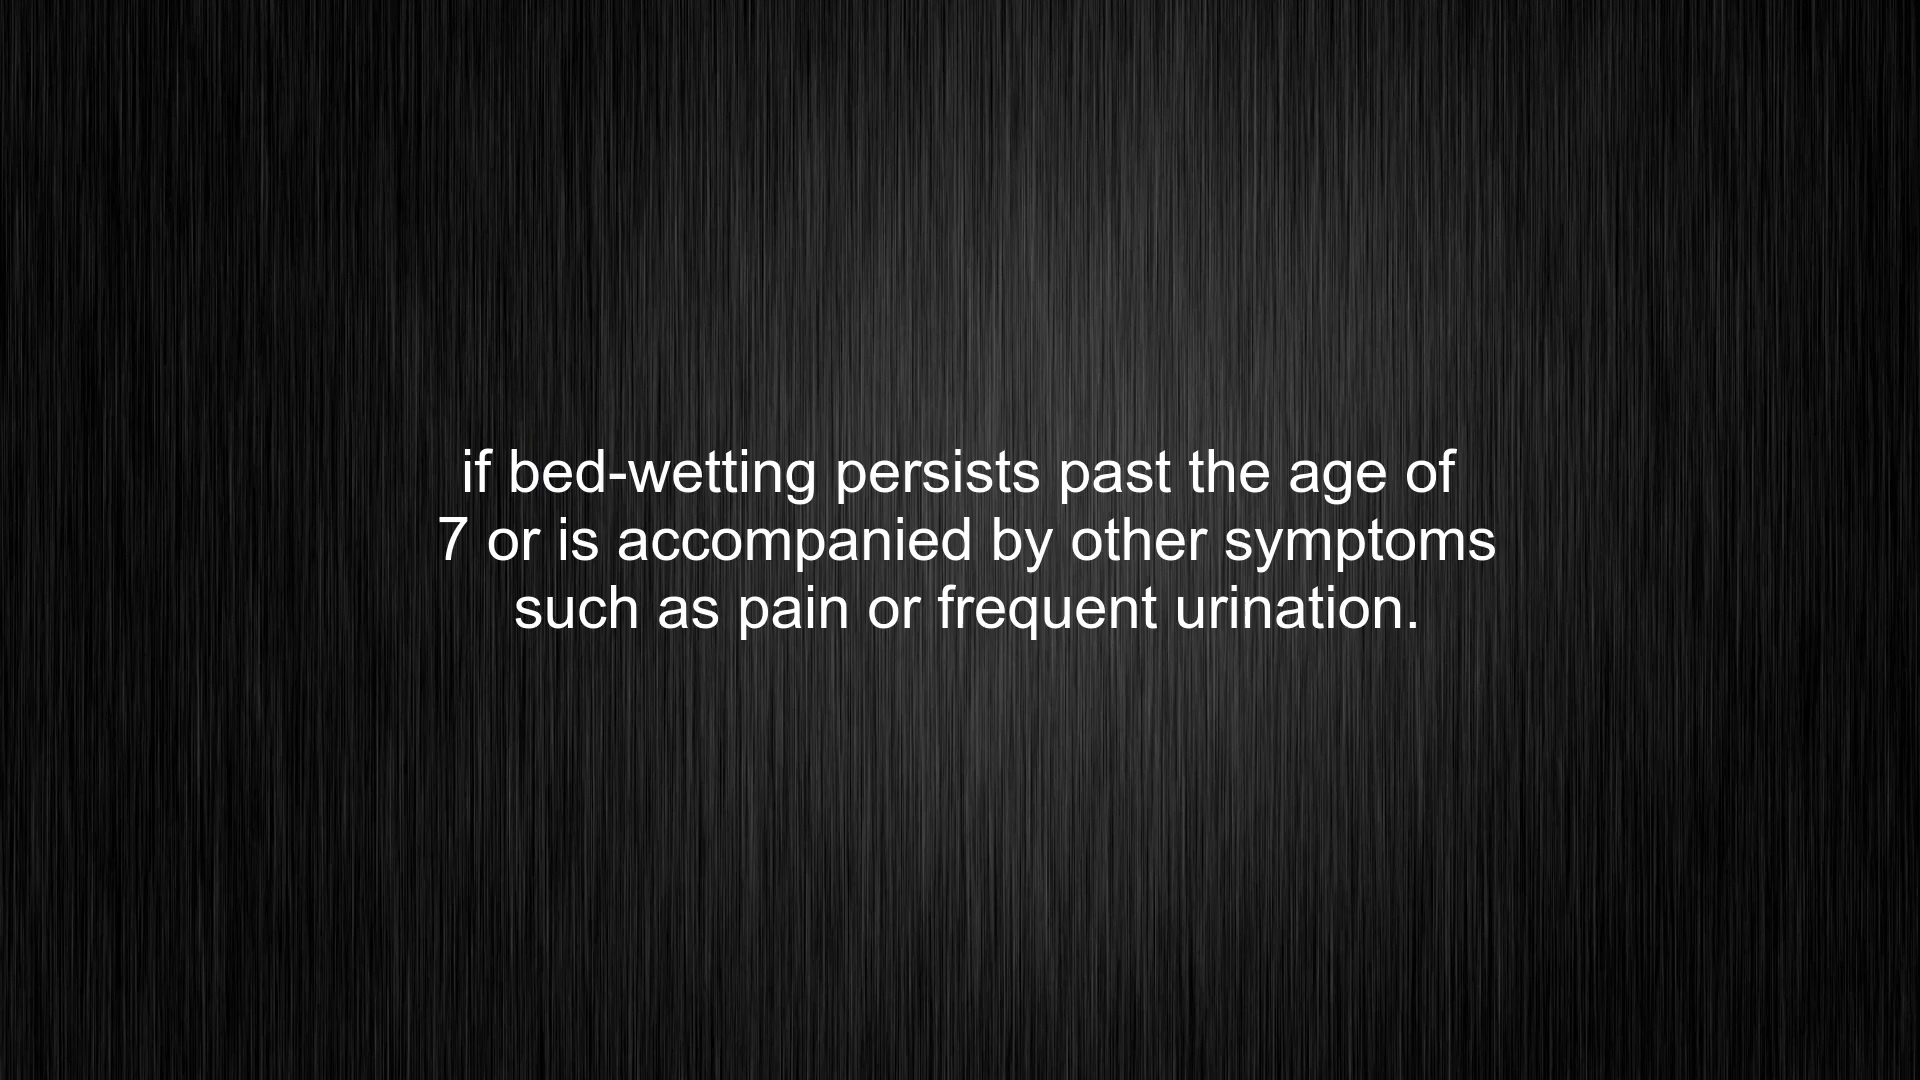 if bed-wetting persists past the age of
7 or is accompanied by other symptoms
such as pain or frequent urination.